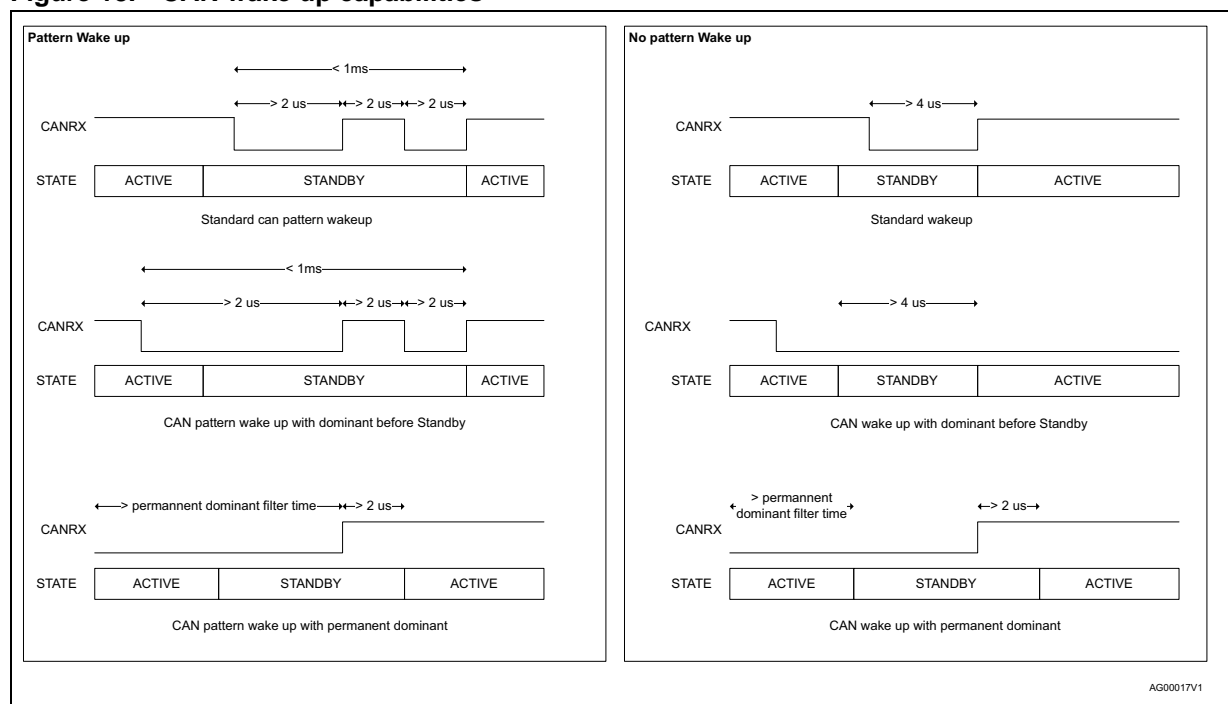 Pattern Wake up
< 1ms
> 2 us
> 2 us
> 2 us
CANRX
STATE
ACTIVE
STANDBY
ACTIVE
Standard can pattern wakeup
< 1ms
> 2 us
> 2 us
> 2 us
CANRX
STATE
ACTIVE
STANDBY
ACTIVE
CAN pattern wake up with dominant before Standby
> permannent dominant filter time
> 2 us
CANRX
STATE
ACTIVE
STANDBY
ACTIVE
CAN pattern wake up with permanent dominant
No pattern Wake up
> 4 us
CANRX
STATE
ACTIVE
STANDBY
ACTIVE
Standard wakeup
> 4 us
CANRX
STATE
ACTIVE
STANDBY
ACTIVE
CAN wake up with dominant before Standby
> permannent
dominant filter time
> 2 us
CANRX
STATE
ACTIVE
STANDBY
ACTIVE
CAN wake up with permanent dominant
AG00017V1